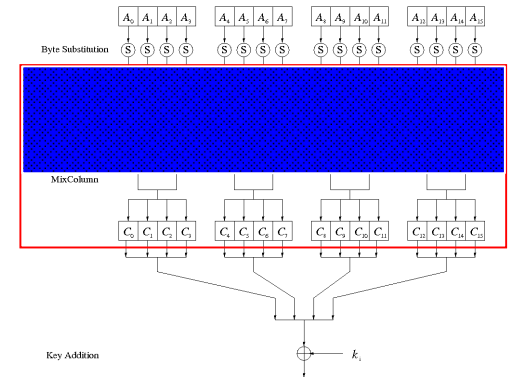 A0 A1 A2 A3 A4 A5 A6 A7 A8 A9 A10 A11 A12 A13 A14 A15
Byte Substitution S S S S S S S S S S S S S S S S
MixColumn
C0 C1 C2 C3 C4 C5 C6 C7 C8 C9 C10 C11 C12 C13 C14 C15
Key Addition k i